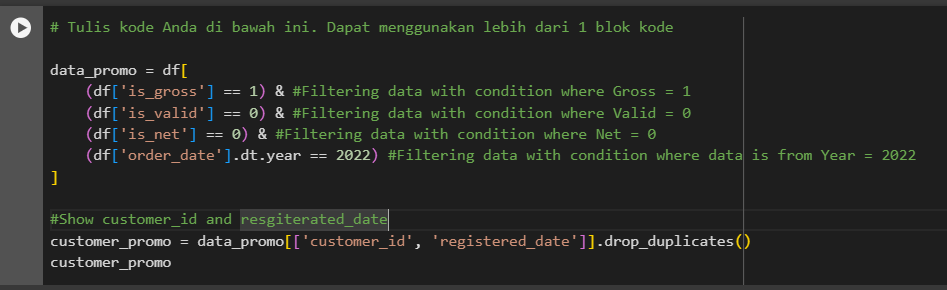 # Tulis kode Anda di bawah ini. Dapat menggunakan lebih dari 1 blok kode
data_promo = df[
(df['is_gross'] == 1) & #Filtering data with condition where Gross = 1
(df['is_valid'] == 0) & #Filtering data with condition where Valid = 0
(df['is_net'] == 0) & #Filtering data with condition where Net = 0
(df['order_date'].dt.year == 2022) #Filtering data with condition where data is from Year = 2022
]
#Show customer_id and resgiterated_date
customer_promo = data_promo[['customer_id', 'registered_date']].drop_duplicates()
customer_promo